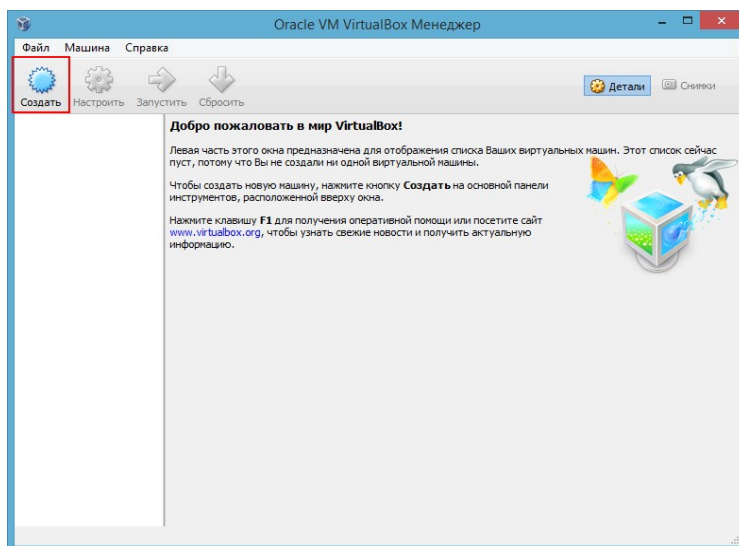 Oracle VM VirtualBox Менеджер
Файл Машина Справка
Создать Настроить Запустить Сбросить
Детали Снимки
Добро пожаловать в мир VirtualBox!
Левая часть этого окна предназначена для отображения списка Ваших виртуальных машин. Этот список сейчас
пуст, потому что Вы не создали ни одной виртуальной машины.
Чтобы создать новую машину, нажмите кнопку Создать на основной панели
инструментов, расположенной вверху окна.
Нажмите клавишу F1 для получения оперативной помощи или посетите сайт
www.virtualbox.org, чтобы узнать свежие новости и получить актуальную
информацию.